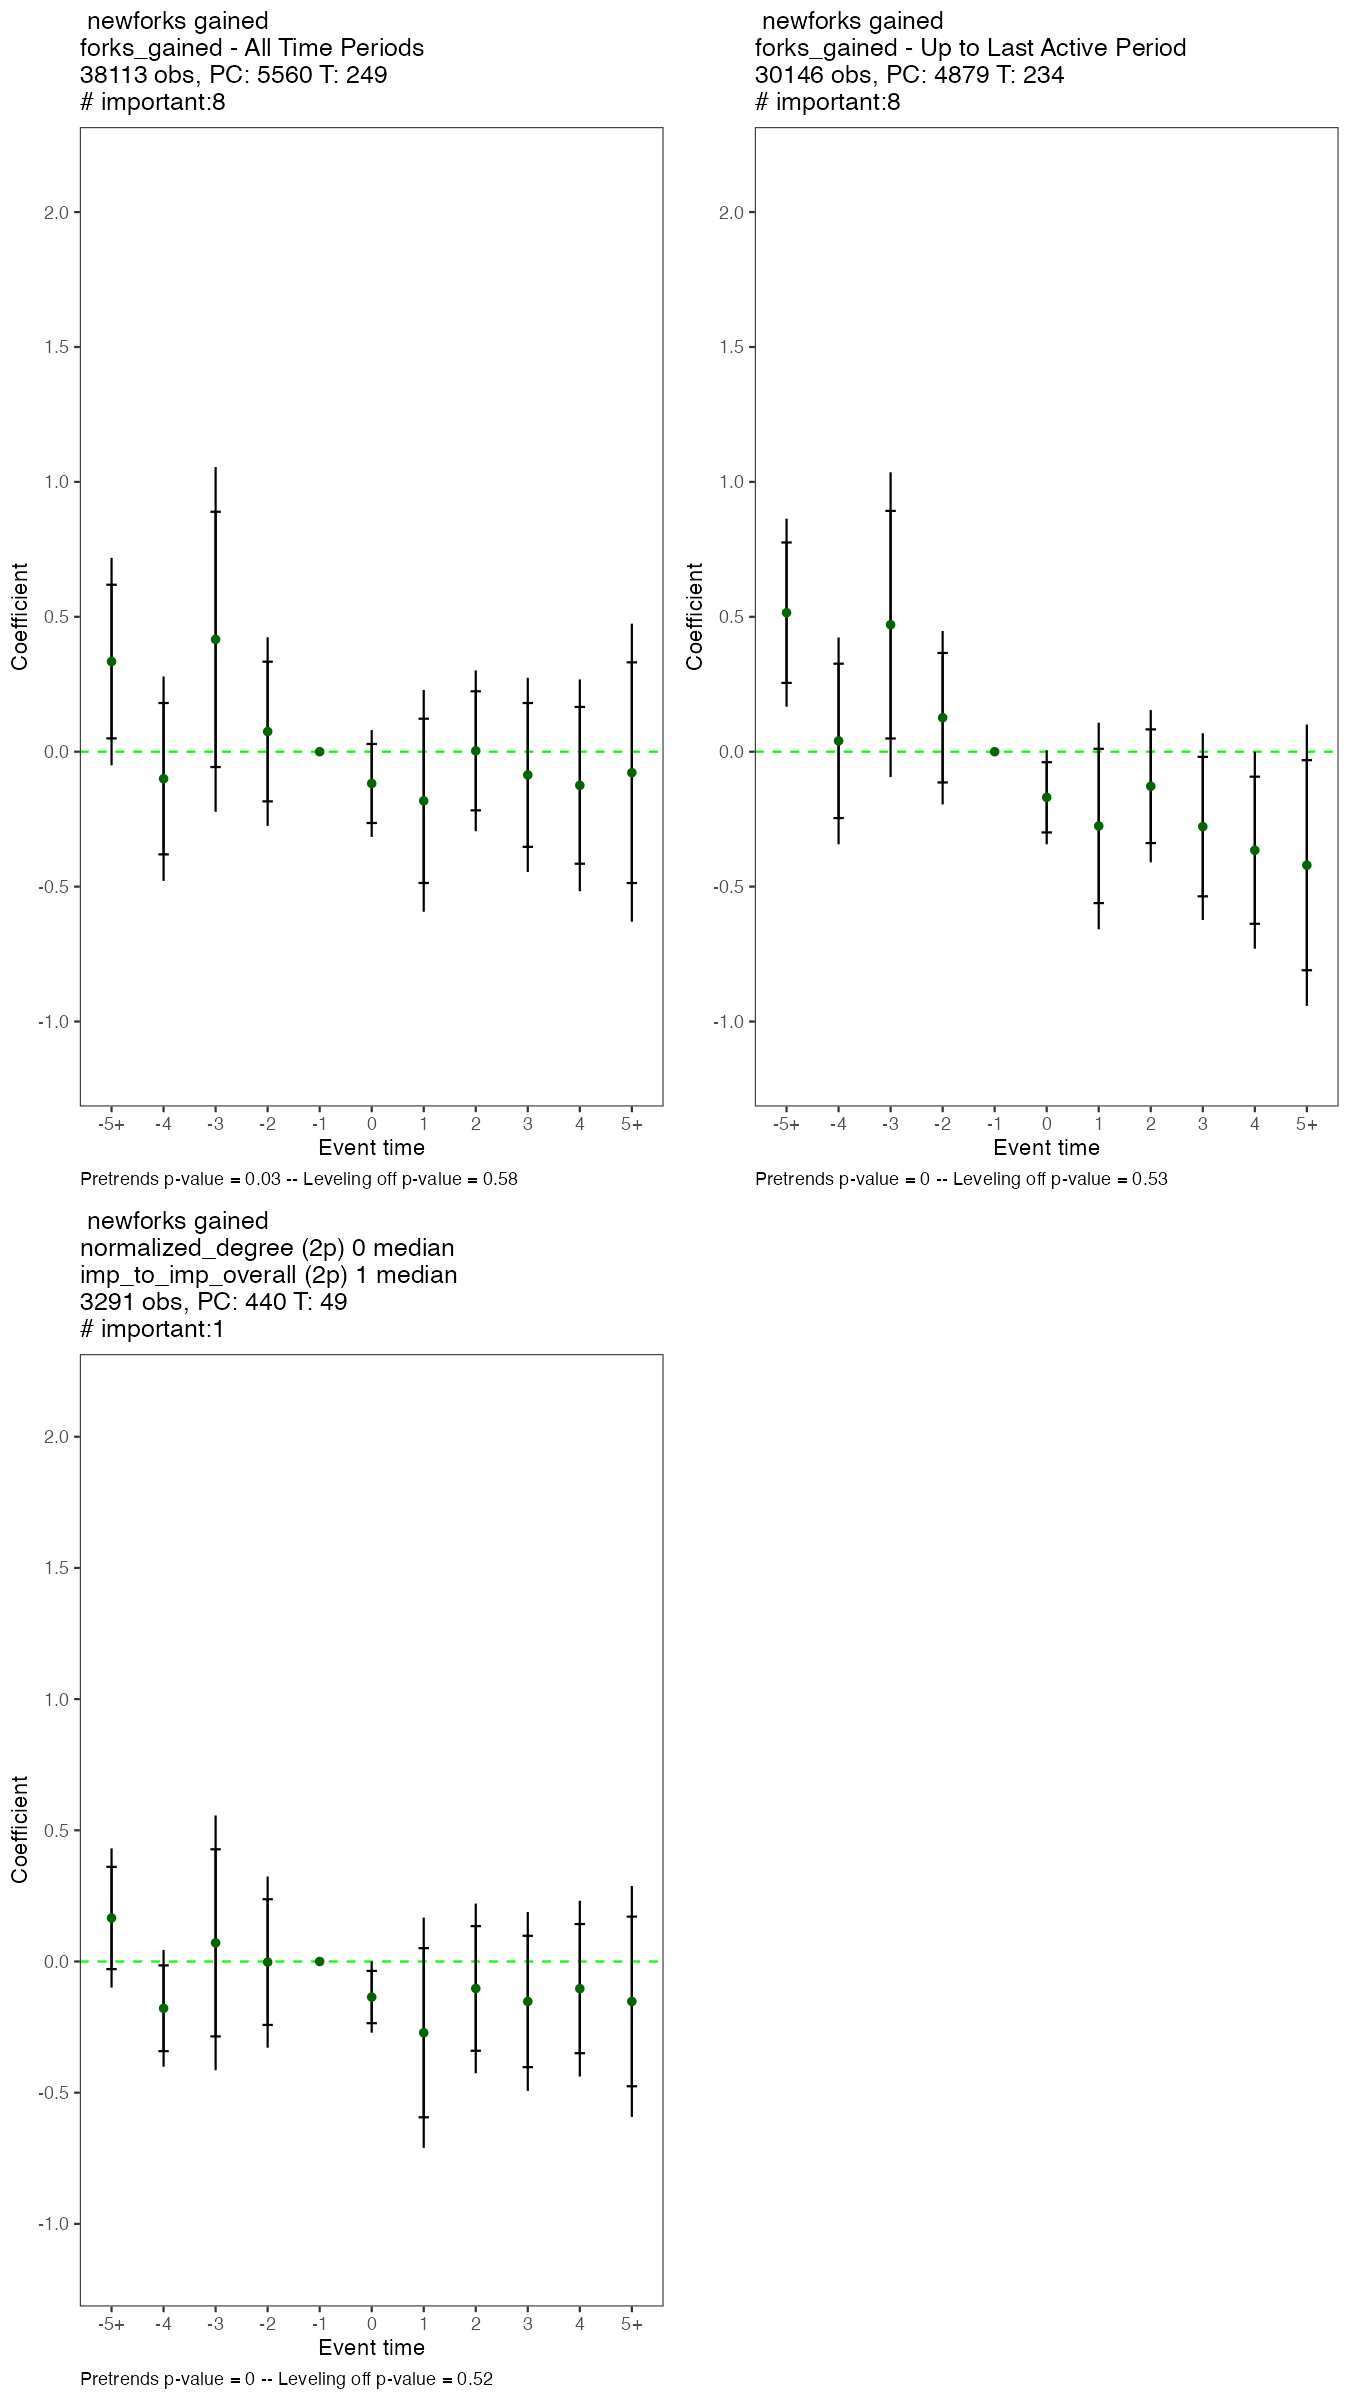 newforks gained
forks_gained - All Time Periods
38113 obs, PC: 5560 T: 249
# important:8
2.0
1.5
1.0
0.5
0.0
-0.5
-1.0
Coefficient
-5+ -4 -3 -2 -1 0 1 2 3 4 5+
Event time
Pretrends p-value = 0.03 -- Leveling off p-value = 0.58
newforks gained
forks_gained - Up to Last Active Period
30146 obs, PC: 4879 T: 234
# important:8
2.0
1.5
1.0
0.5
0.0
-0.5
-1.0
Coefficient
-5+ -4 -3 -2 -1 0 1 2 3 4 5+
Event time
Pretrends p-value = 0 -- Leveling off p-value = 0.53
newforks gained
normalized_degree (2p) 0 median
imp_to_imp_overall (2p) 1 median
3291 obs, PC: 440 T: 49
# important:1
2.0
1.5
1.0
0.5
0.0
-0.5
-1.0
Coefficient
-5+ -4 -3 -2 -1 0 1 2 3 4 5+
Event time
Pretrends p-value = 0 -- Leveling off p-value = 0.52